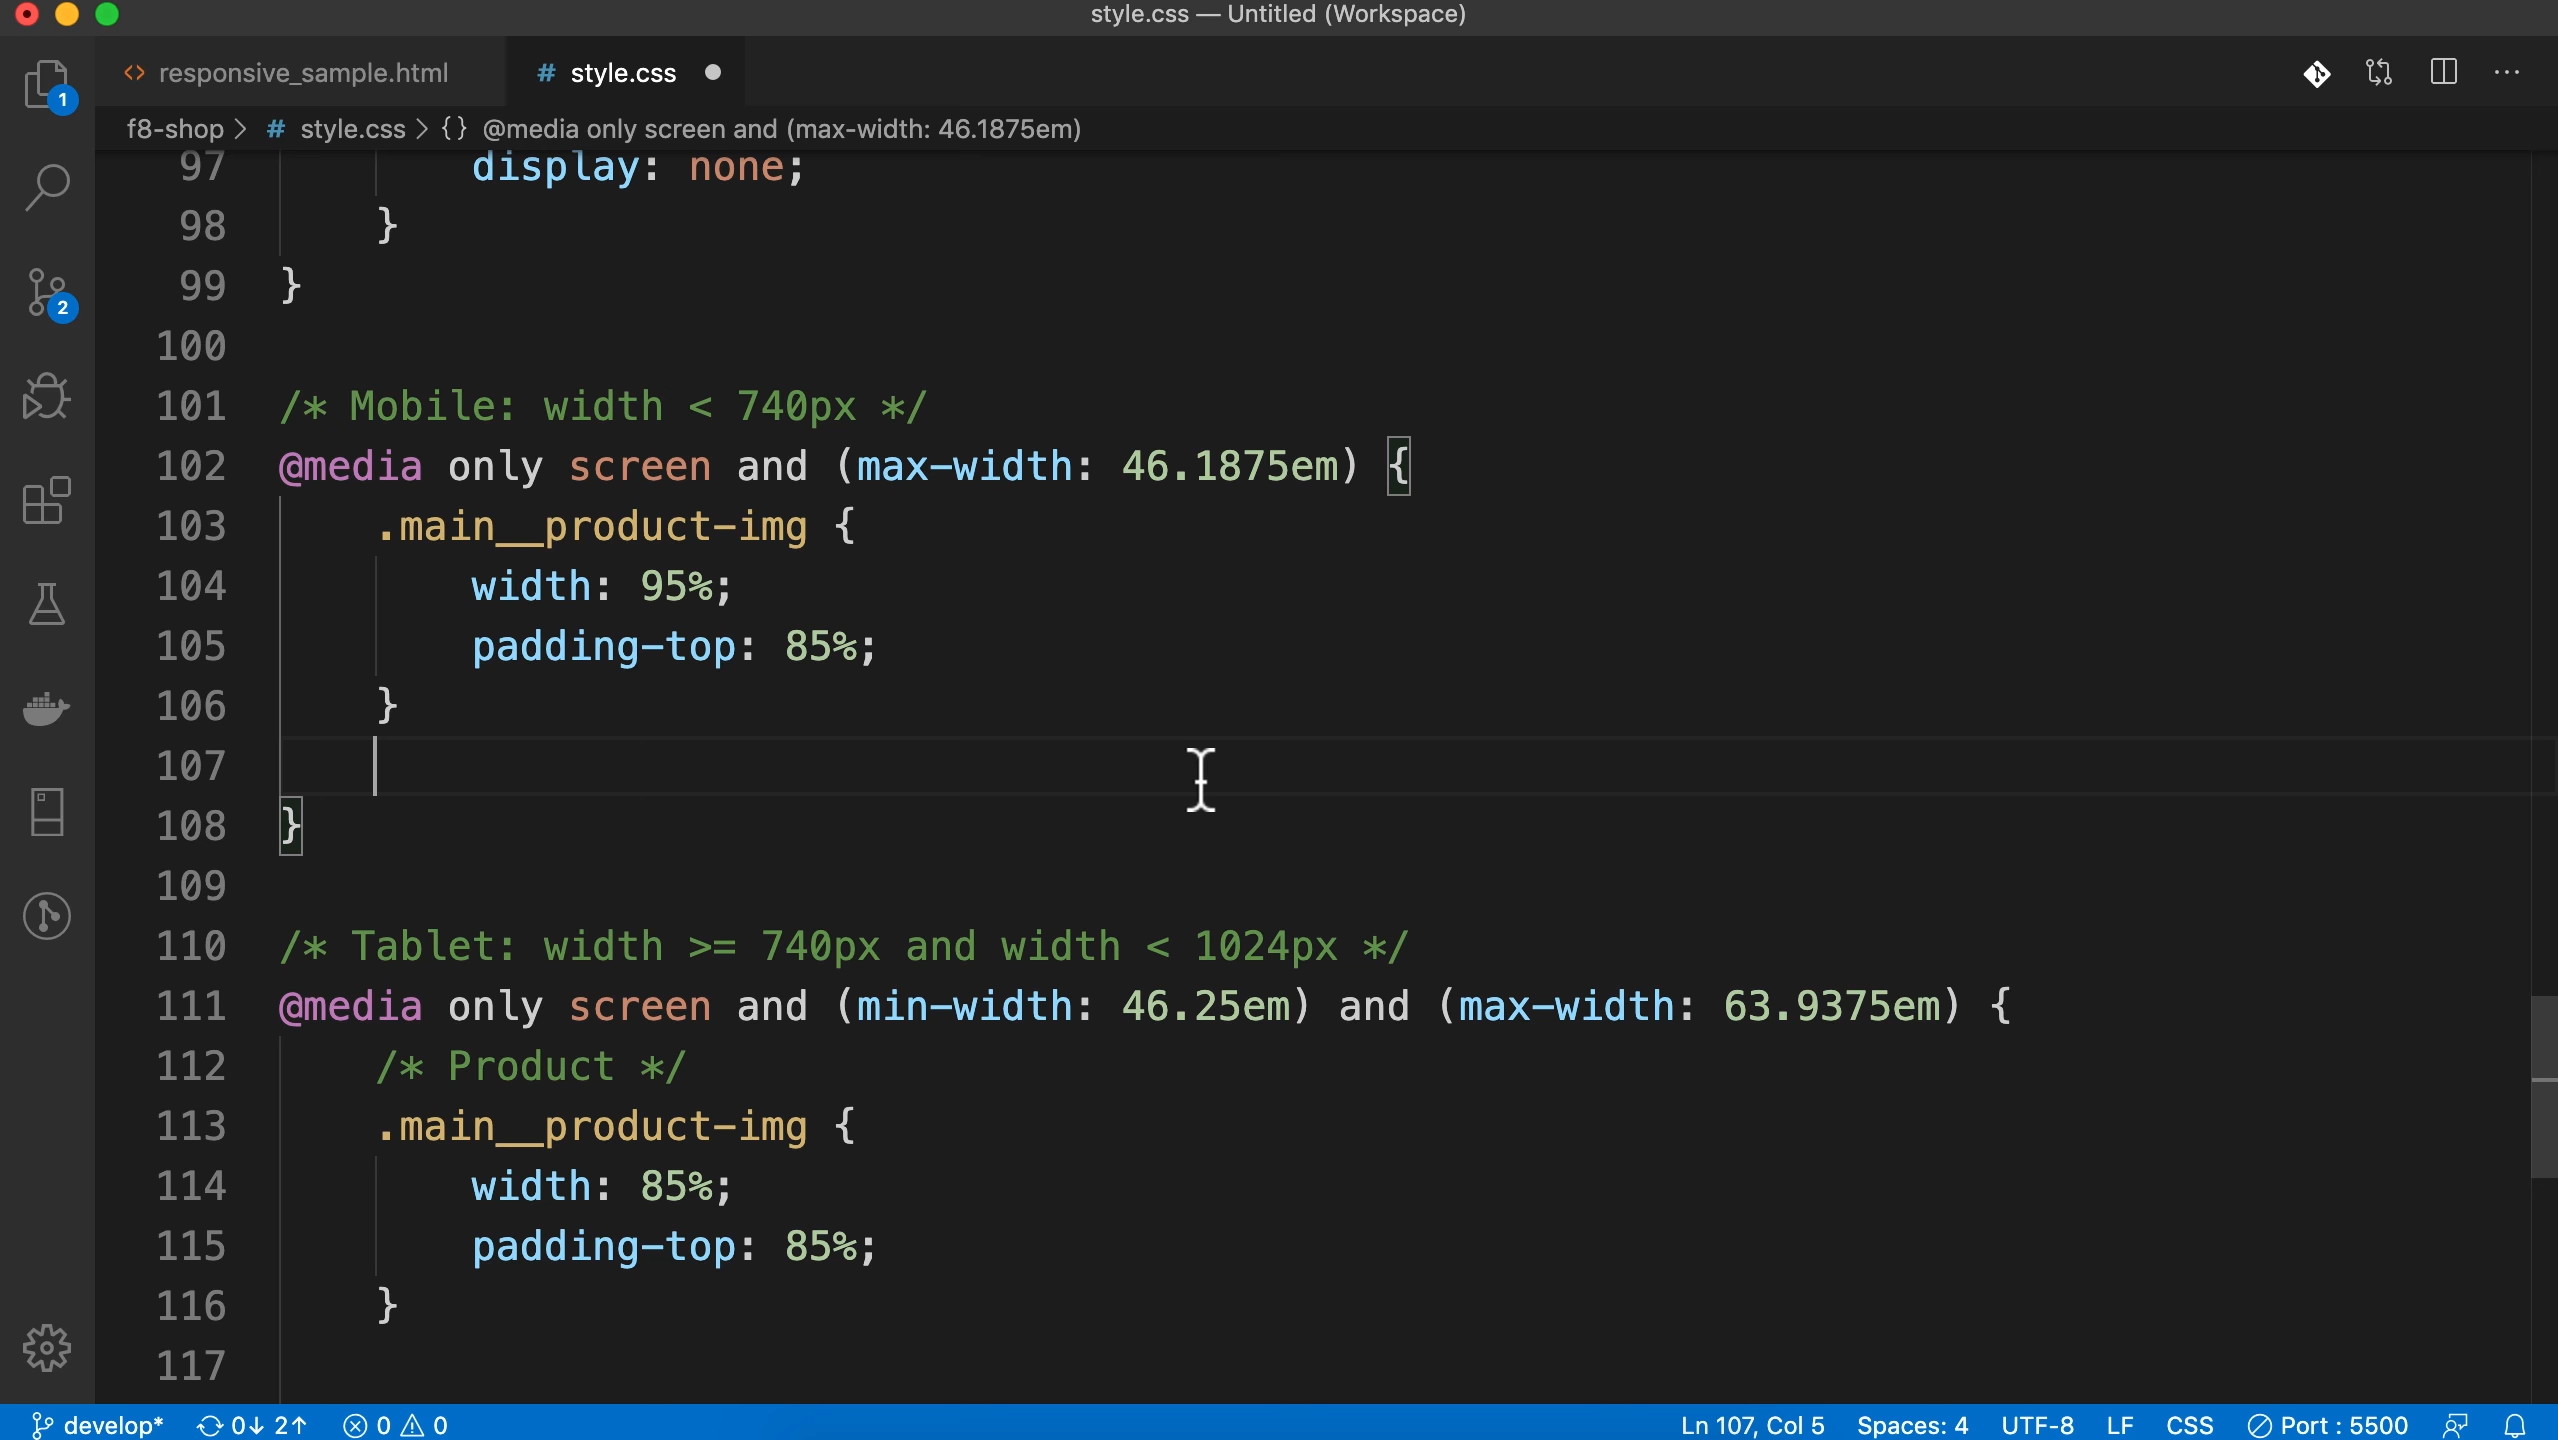 style.css — Untitled (Workspace)
1
<> responsive_sample.html
# style.css ●
f8-shop > # style.css > {} @media only screen and (max-width: 46.1875em)
2
97 display: none;
98 }
99 }
100
101 /* Mobile: width < 740px */
102 @media only screen and (max-width: 46.1875em) {
103 .main__product-img {
104 width: 95%;
105 padding-top: 85%;
106 }
107
108 }
109
110 /* Tablet: width >= 740px and width < 1024px */
111 @media only screen and (min-width: 46.25em) and (max-width: 63.9375em) {
112 /* Product */
113 .main__product-img {
114 width: 85%;
115 padding-top: 85%;
116 }
117
develop* 0↓ 2↑ 0 0 Ln 107, Col 5 Spaces: 4 UTF-8 LF CSS Port : 5500